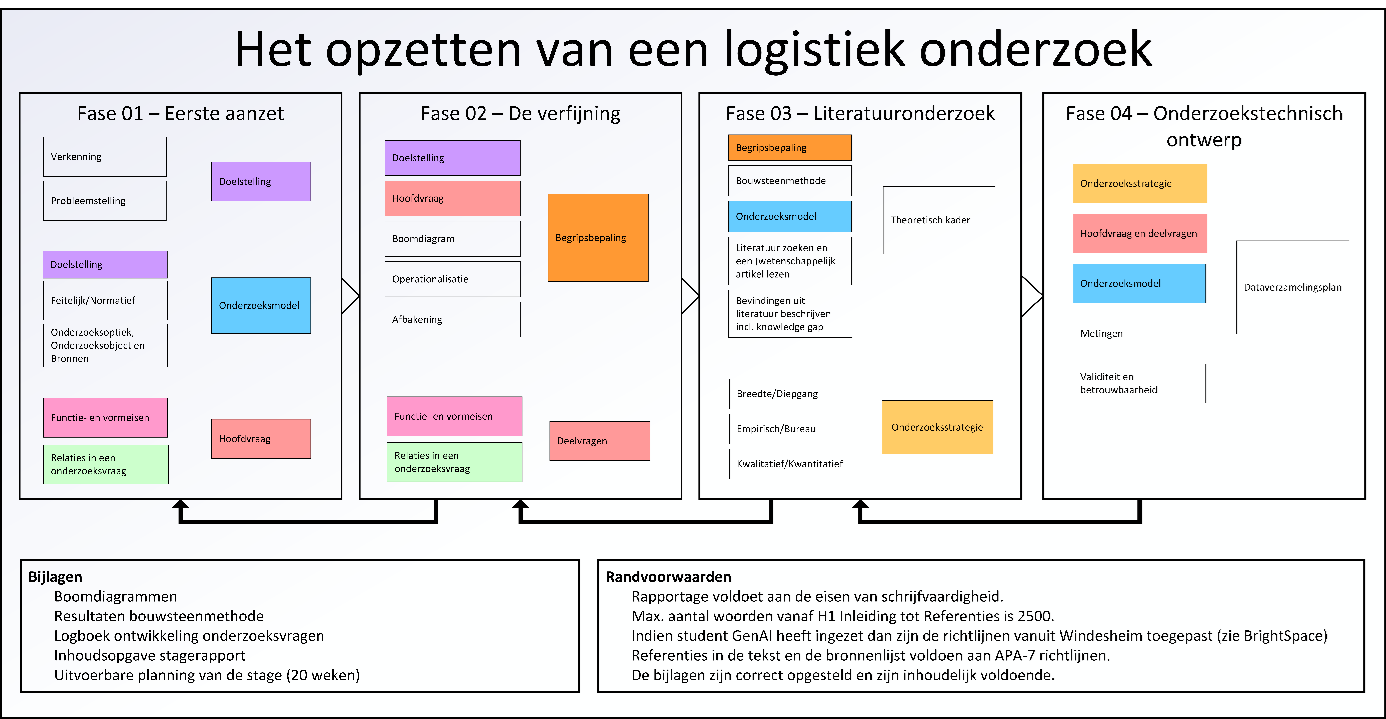 Het opzetten van een logistiek onderzoek
Fase 01 – Eerste aanzet
Verkenning
Probleemstelling
Doelstelling
Doelstelling
Feitelijk/Normatief
Onderzoeksoptiek,
Onderzoeksobject en
Bronnen
Onderzoeksmodel
Functie- en vormeisen
Relaties in een
onderzoeksvraag
Hoofdvraag
Fase 02 – De verfijning
Doelstelling
Hoofdvraag
Boomdiagram
Operationalisatie
Afbakening
Begripsbepaling
Functie- en vormeisen
Relaties in een
onderzoeksvraag
Deelvragen
Fase 03 – Literatuuronderzoek
Begripsbepaling
Bouwsteenmethode
Onderzoeksmodel
Literatuur zoeken en
een (wetenschappelijk
artikel lezen
Bevindingen uit
literatuur beschrijven
incl. knowledge gap
Theoretisch kader
Breedte/Diepgang
Empirisch/Bureau
Kwalitatief/Kwantitatief
Onderzoeksstrategie
Fase 04 – Onderzoekstechnisch
ontwerp
Onderzoeksstrategie
Hoofdvraag en deelvragen
Onderzoeksmodel
Metingen
Validiteit en
betrouwbaarheid
Dataverzamelingsplan
Bijlagen
Boomdiagrammen
Resultaten bouwsteenmethode
Logboek ontwikkeling onderzoeksvragen
Inhoudsopgave stagerapport
Uitvoerbare planning van de stage (20 weken)
Randvoorwaarden
Rapportage voldoet aan de eisen van schrijfvaardigheid.
Max. aantal woorden vanaf H1 Inleiding tot Referenties is 2500.
Indien student GenAI heeft ingezet dan zijn de richtlijnen vanuit Windesheim toegepast (zie BrightSpace)
Referenties in de tekst en de bronnenlijst voldoen aan APA-7 richtlijnen.
De bijlagen zijn correct opgesteld en zijn inhoudelijk voldoende.